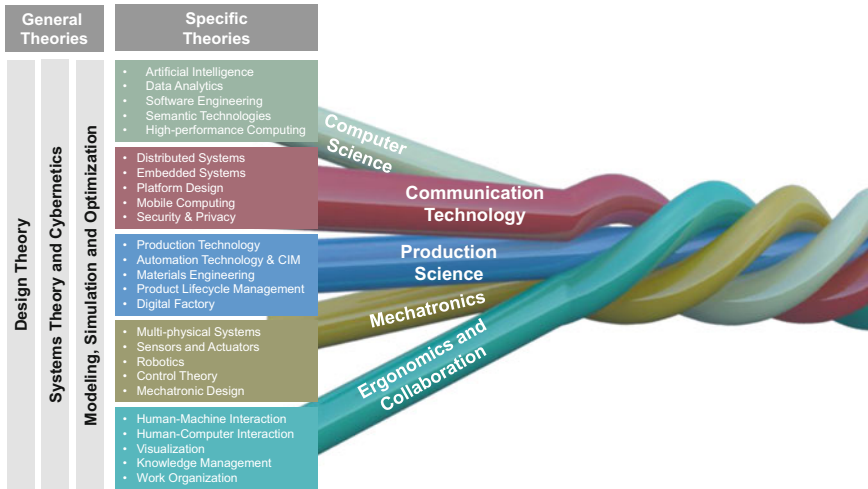 General
Theories
Specific
Theories
Design Theory
Systems Theory and Cybernetics
Modeling, Simulation and Optimization
• Artificial Intelligence
• Data Analytics
• Software Engineering
• Semantic Technologies
• High-performance Computing
• Distributed Systems
• Embedded Systems
• Platform Design
• Mobile Computing
• Security & Privacy
• Production Technology
• Automation Technology & CIM
• Materials Engineering
• Product Lifecycle Management
• Digital Factory
• Multi-physical Systems
• Sensors and Actuators
• Robotics
• Control Theory
• Mechatronic Design
• Human-Machine Interaction
• Human-Computer Interaction
• Visualization
• Knowledge Management
• Work Organization
Computer
Science
Communication
Technology
Production
Science
Mechatronics
Ergonomics and
Collaboration